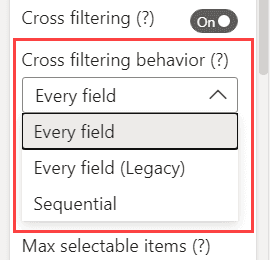 Cross filtering (?)
On
Cross filtering behavior (?)
Every field
Every field
Every field (Legacy)
Sequential
Max selectable items (?)